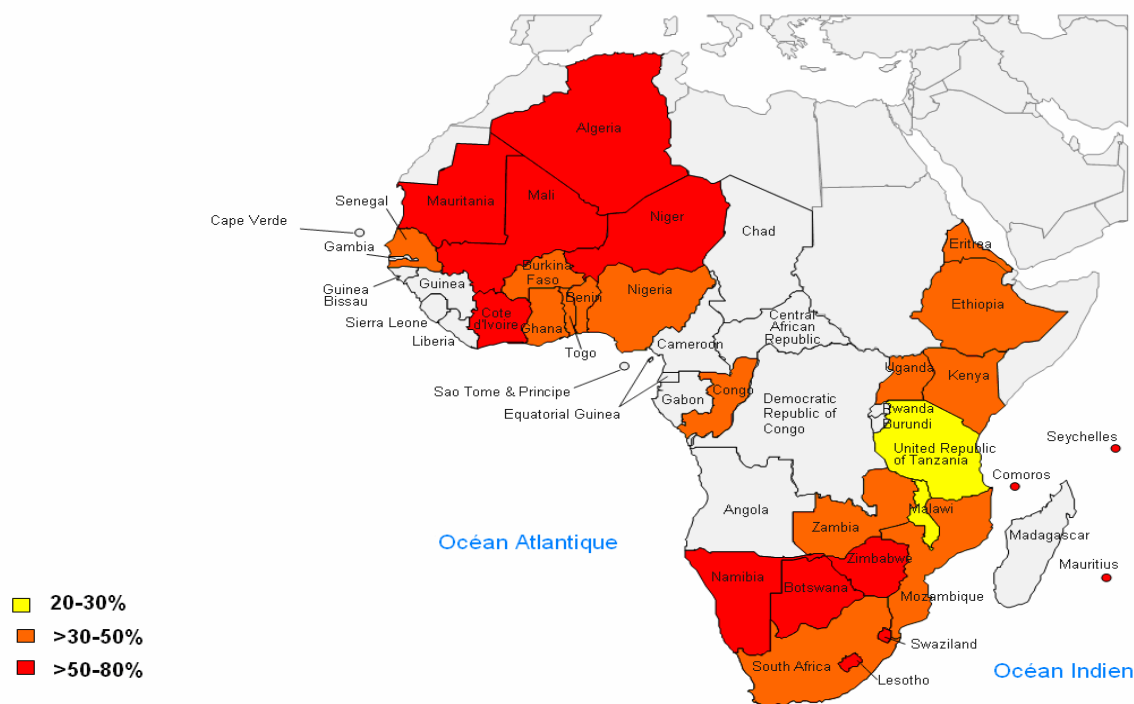 Algeria
Mauritania
Mali
Niger
Senegal
Cape Verde
Chad
Gambia
Eritrea
Burkina
Faso
Guinea
Nigeria
Guinea
Bissau
Benin
Ethiopia
Cote
d'Ivoire
Sierra Leone
Ghana
Central
African
Republic
Liberia
Togo
Cameroon
Uganda
Kenya
Sao Tome & Principe
Congo
Gabon
Equatorial Guinea
Democratic
Republic of
Congo
Rwanda
Burundi
Seychelles
United Republic
of Tanzania
Comoros
Angola
Malawi
Zambia
Madagascar
Océan Atlantique
Zimbabwe
Mauritius
Namibia
Botswana
Mozambique
20-30%
>30-50%
>50-80%
Swaziland
South Africa
Lesotho
Océan Indien